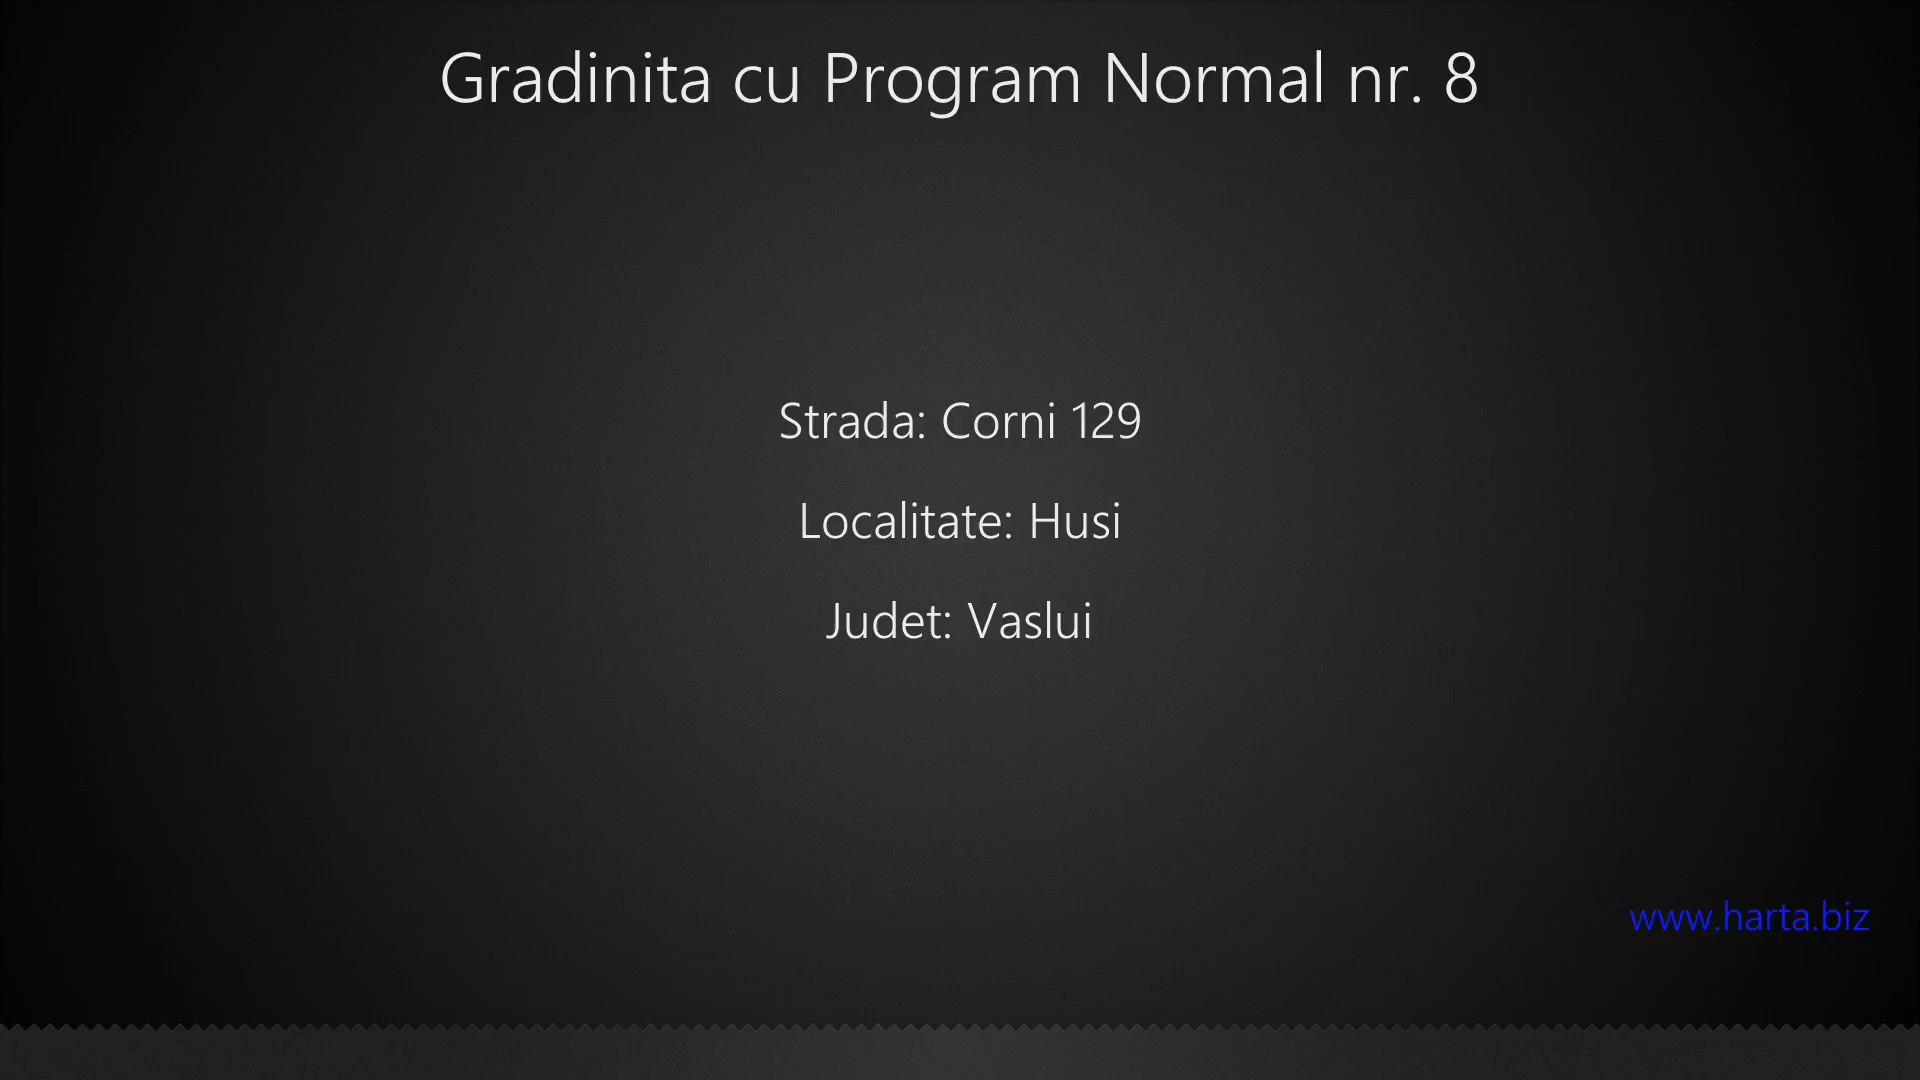 Gradinita cu Program Normal nr. 8
Strada: Corni 129
Localitate: Husi
Judet: Vaslui
www.harta.biz